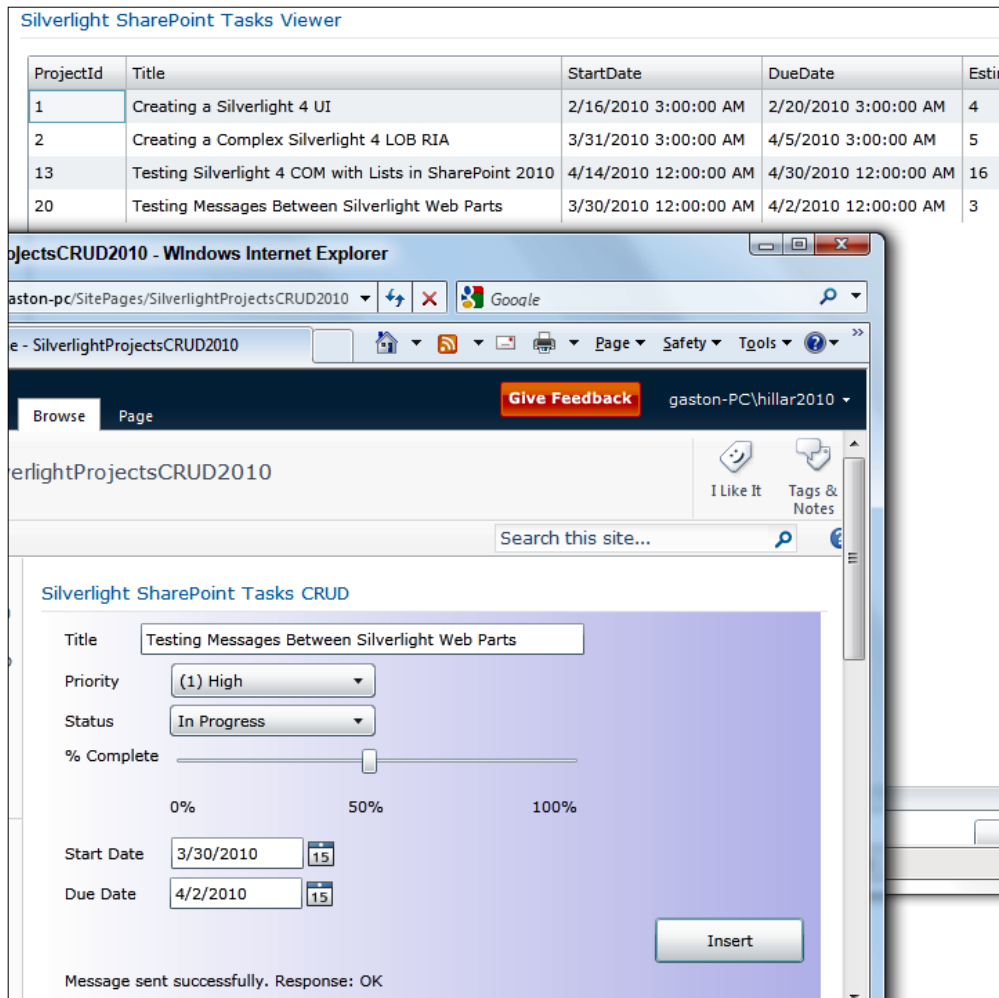 Silverlight SharePoint Tasks Viewer
ProjectId Title StartDate DueDate Estim
1 Creating a Silverlight 4 UI 2/16/2010 3:00:00 AM 2/20/2010 3:00:00 AM 4
2 Creating a Complex Silverlight 4 LOB RIA 3/31/2010 3:00:00 AM 4/5/2010 3:00:00 AM 5
13 Testing Silverlight 4 COM with Lists in SharePoint 2010 4/14/2010 12:00:00 AM 4/30/2010 12:00:00 AM 16
20 Testing Messages Between Silverlight Web Parts 3/30/2010 12:00:00 AM 4/2/2010 12:00:00 AM 3
ojectsCRUD2010 - WIndows Internet Explorer
aston-pc/SitePages/SilverlightProjectsCRUD2010 Google
e - SilverlightProjectsCRUD2010 Page Safety Tools
Browse Page Give Feedback gaston-PC\hillar2010
erlightProjectsCRUD2010
I Like It Tags &
Notes
Search this site...
Silverlight SharePoint Tasks CRUD
Title Testing Messages Between Silverlight Web Parts
Priority (1) High
Status In Progress
% Complete
0% 50% 100%
Start Date 3/30/2010 15
Due Date 4/2/2010 15
Insert
Message sent successfully. Response: OK